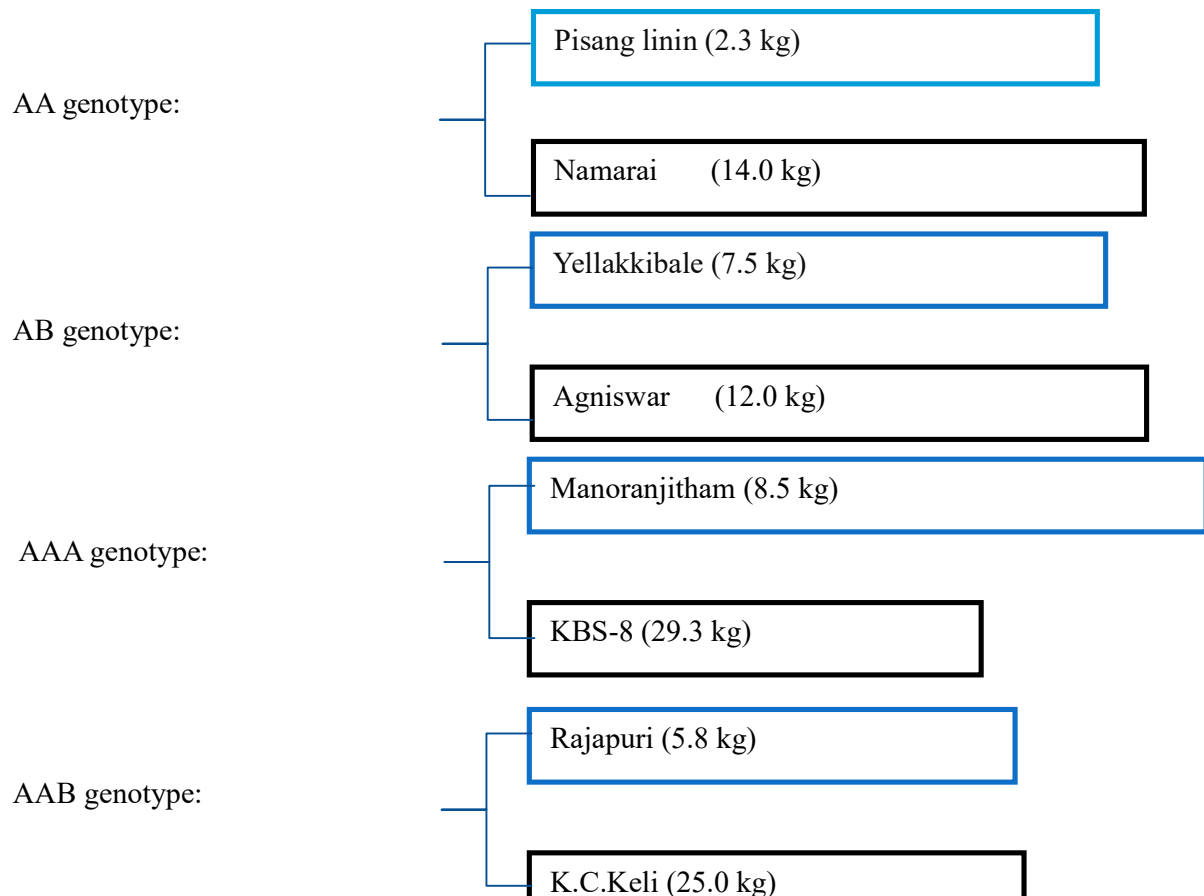 Pisang linin (2.3 kg)
AA genotype:
Namarai (14.0 kg)
Yellakkibale (7.5 kg)
AB genotype:
Agniswar (12.0 kg)
Manoranjitham (8.5 kg)
AAA genotype:
KBS-8 (29.3 kg)
Rajapuri (5.8 kg)
AAB genotype:
K.C.Keli (25.0 kg)